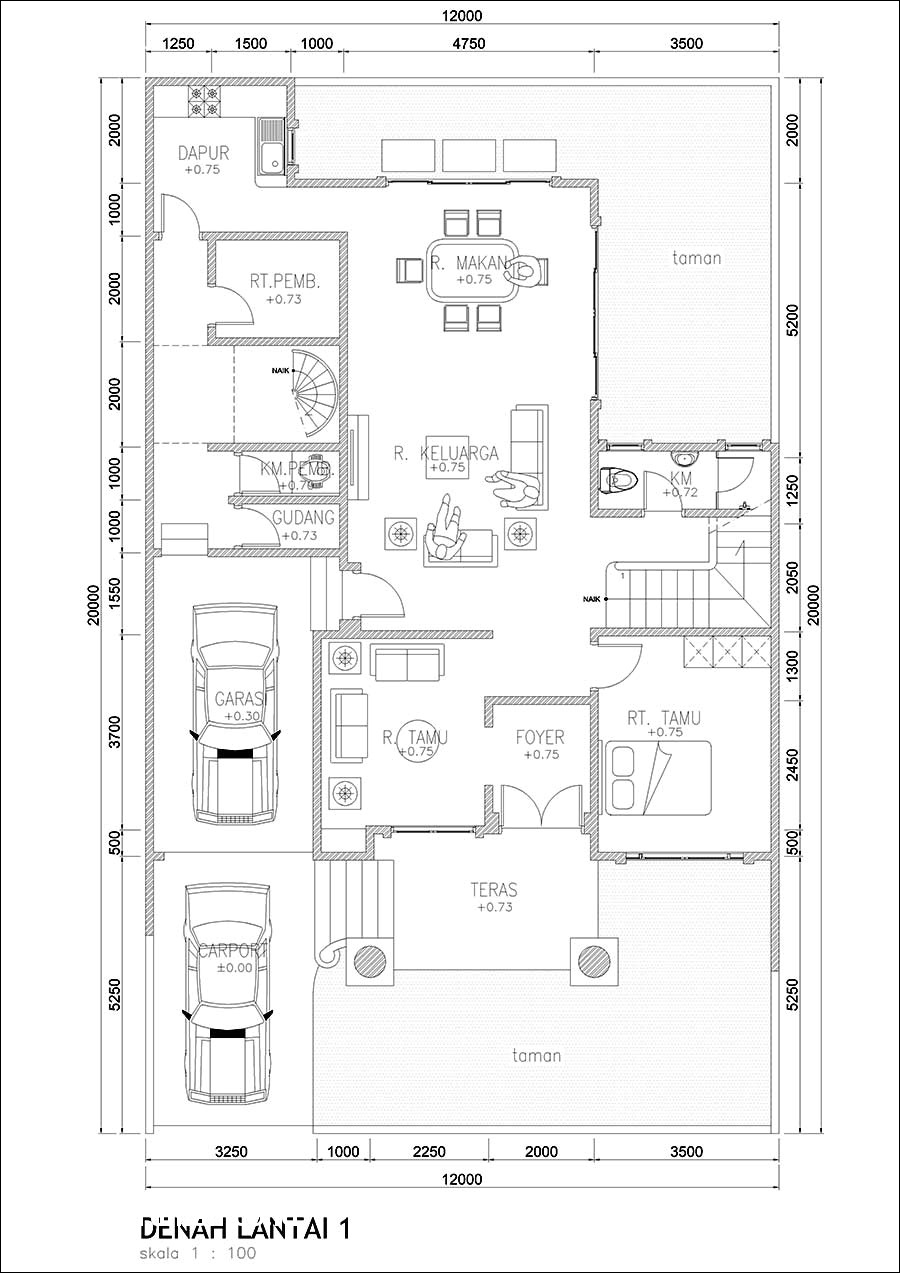 12000
1250 1500 1000 4750 3500
2000
2000
DAPUR
+0.75
1000
R. MAKAN
+0.75
taman
2000
RT.PEMB.
+0.73
5200
NAIK
2000
R. KELUARGA
+0.75
1000
KM.PEMB.
KM
+0.72
1250
1000
GUDANG
+0.73
20000
1550
1
NAIK
2050
20000
1300
3700
GARASI
+0.30
R. TAMU
+0.75
FOYER
+0.75
RT. TAMU
+0.75
2450
500
500
TERAS
+0.73
CARPORT
±0.00
5250
5250
taman
3250 1000 2250 2000 3500
12000
DENAH LANTAI 1
skala 1 : 100